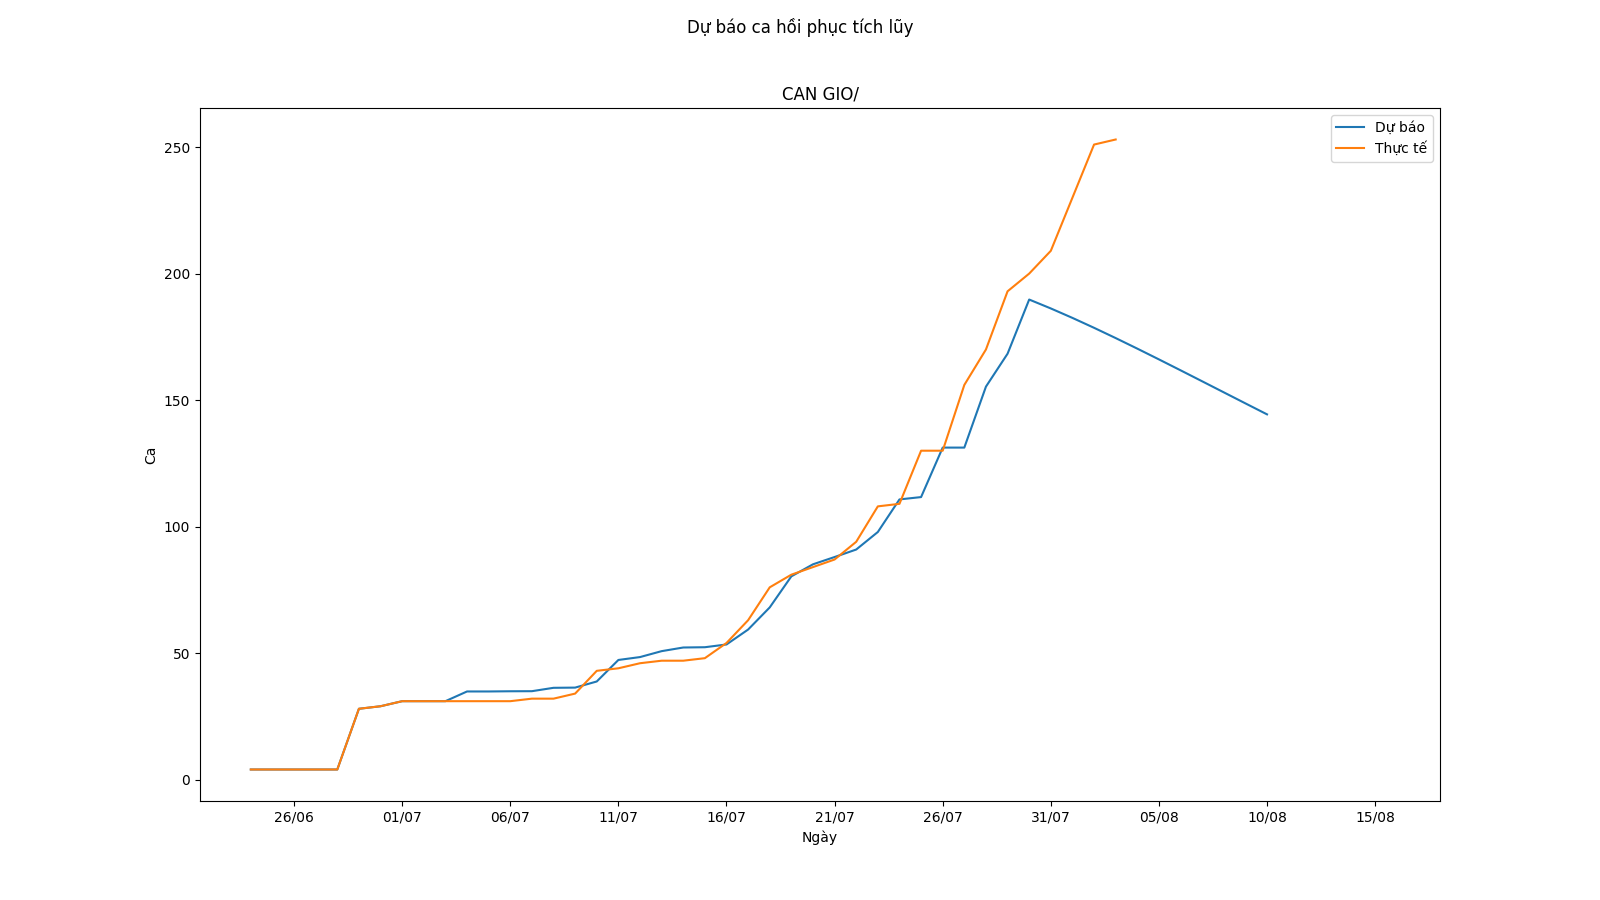 Dự báo ca hồi phục tích lũy
CAN GIO/
Dự báo
Thực tế
250
200
150
100
50
0
Ca
26/06 01/07 06/07 11/07 16/07 21/07 26/07 31/07 05/08 10/08 15/08
Ngày